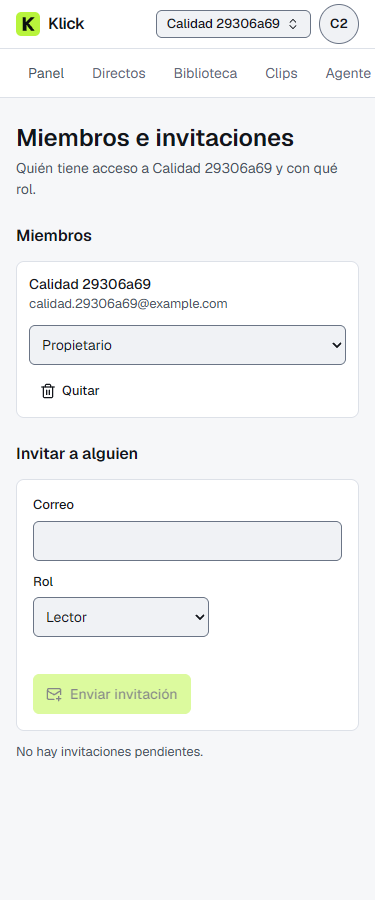 K Klick
Calidad 29306a69
C2
Panel Directos Biblioteca Clips Agente
Miembros e invitaciones
Quién tiene acceso a Calidad 29306a69 y con qué
rol.
Miembros
Calidad 29306a69
calidad.29306a69@example.com
Propietario
Quitar
Invitar a alguien
Correo
Rol
Lector
Enviar invitación
No hay invitaciones pendientes.